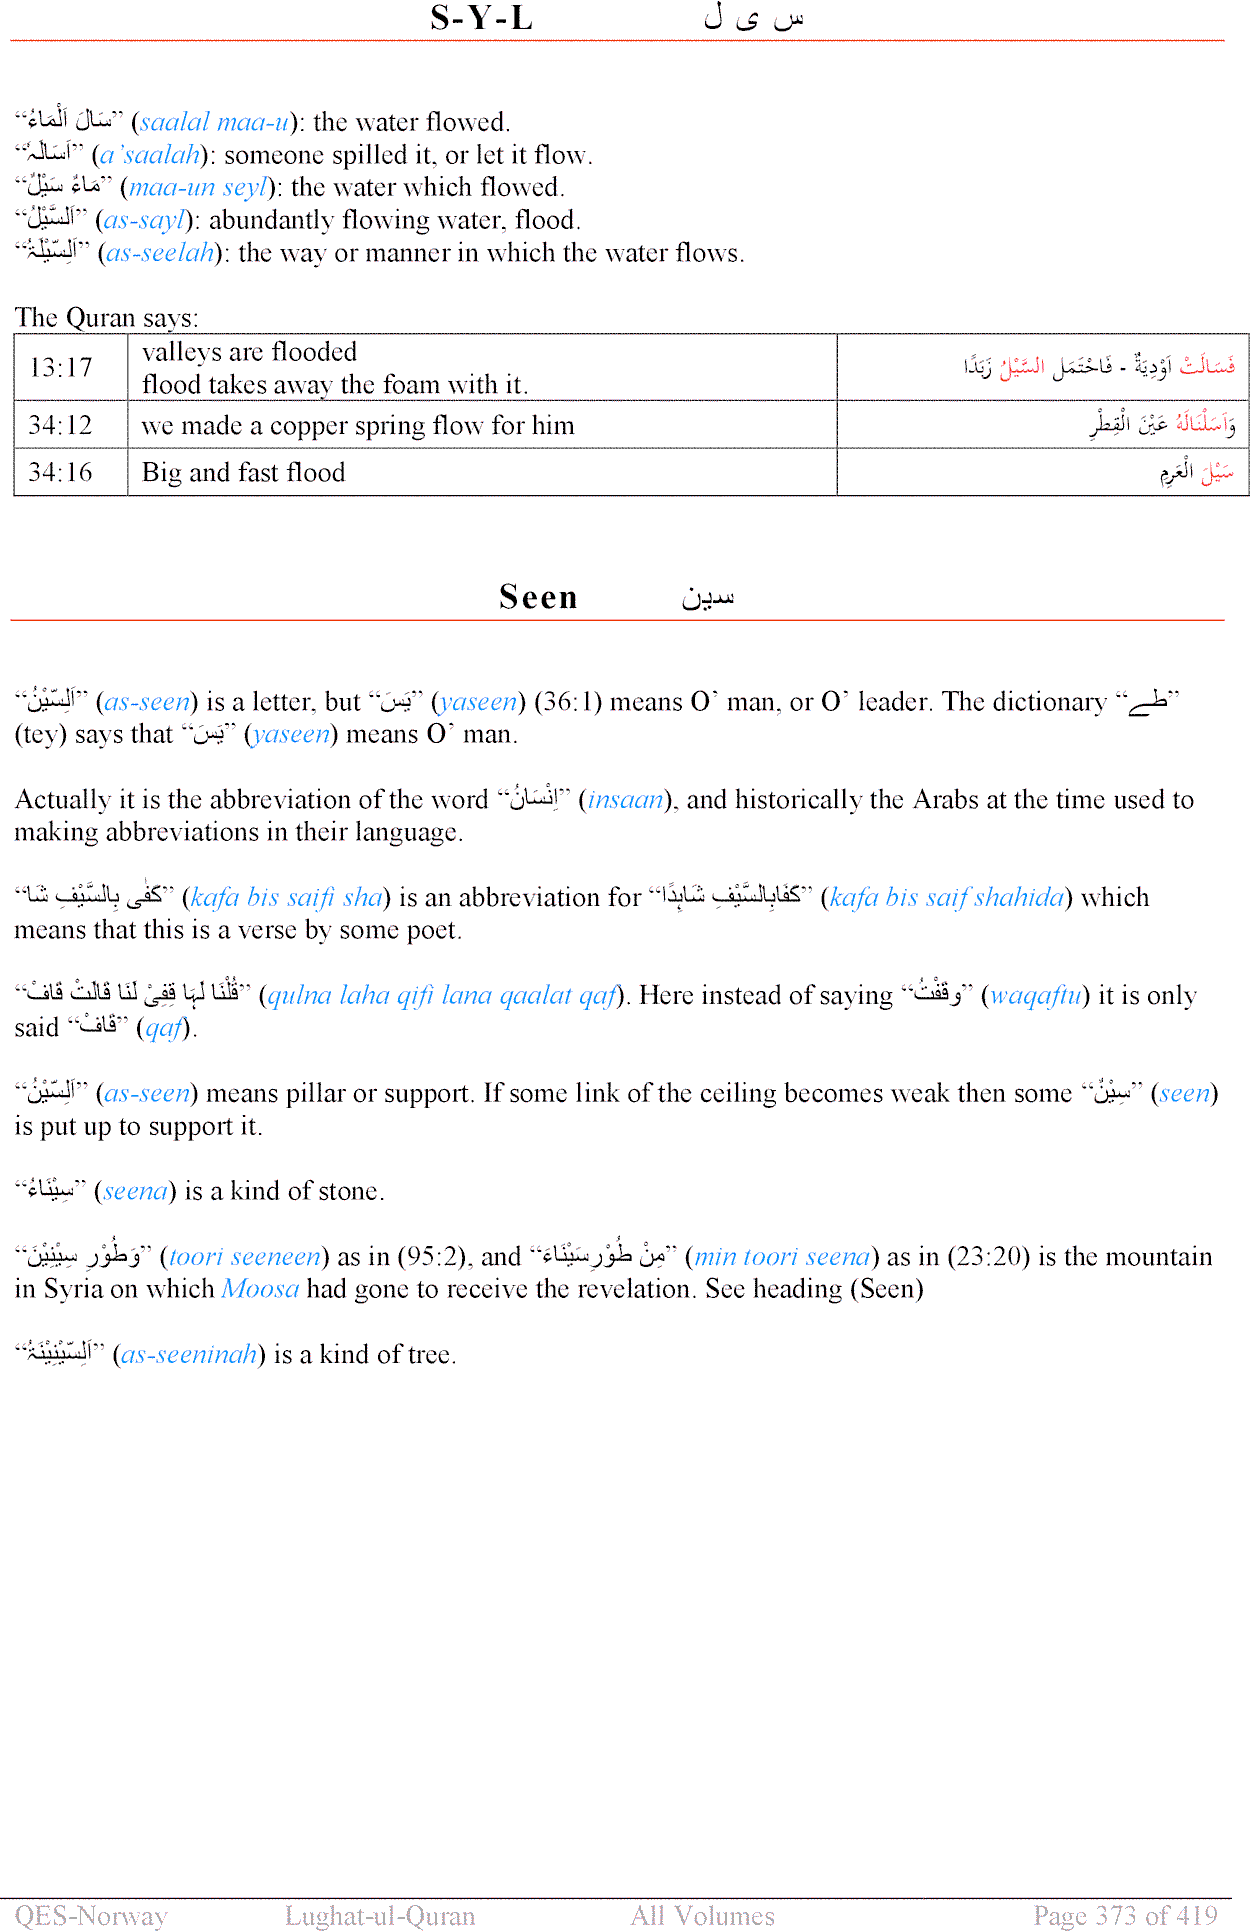 S-Y-L س ی ل
“سَالَ اَلْمَاءُ” (saalal maa-u): the water flowed.
“اَسَالَہٗ” (a’saalah): someone spilled it, or let it flow.
“مَاءٌ سَيْلٌ” (maa-un seyl): the water which flowed.
“اَلسَّيْلُ” (as-sayl): abundantly flowing water, flood.
“اَلسِّيْلَۃُ” (as-seelah): the way or manner in which the water flows.
The Quran says:
13:17 valleys are flooded
flood takes away the foam with it. فَسَالَتْ اَوْدِيَةٌ - فَاحْتَمَل السَّيْلُ زَبَدًا
34:12 we made a copper spring flow for him وَاَسَلْنَالَهُ عَيْنَ الْقِطْرِ
34:16 Big and fast flood سَيْلَ الْعَرِمِ
Seen سین
“اَلسِّيْنُ” (as-seen) is a letter, but “يٰسٓ” (yaseen) (36:1) means O’ man, or O’ leader. The dictionary “طے”
(tey) says that “يٰسٓ” (yaseen) means O’ man.
Actually it is the abbreviation of the word “اِنْسَانُ” (insaan), and historically the Arabs at the time used to
making abbreviations in their language.
“كَفٰى بِالسَّيْفِ شَا” (kafa bis saifi sha) is an abbreviation for “كَفَابِالسَّيْفِ شَاہِدًا” (kafa bis saif shahida) which
means that this is a verse by some poet.
“قُلْنَا لَہَا قِفِىْ لَنَا قَالَتْ قَافْ” (qulna laha qifi lana qaalat qaf). Here instead of saying “وقَفْتُ” (waqaftu) it is only
said “قَافْ” (qaf).
“اَلسِّيْنُ” (as-seen) means pillar or support. If some link of the ceiling becomes weak then some “سِيْنٌ” (seen)
is put up to support it.
“سِيْنَاءُ” (seena) is a kind of stone.
“وَطُوْرِ سِيْنِيْنَ” (toori seeneen) as in (95:2), and “مِنْ طُوْرِسَيْنَاءَ” (min toori seena) as in (23:20) is the mountain
in Syria on which Moosa had gone to receive the revelation. See heading (Seen)
“اَلسِّيْنِيْنَۃُ” (as-seeninah) is a kind of tree.
QES-Norway Lughat-ul-Quran All Volumes Page 373 of 419